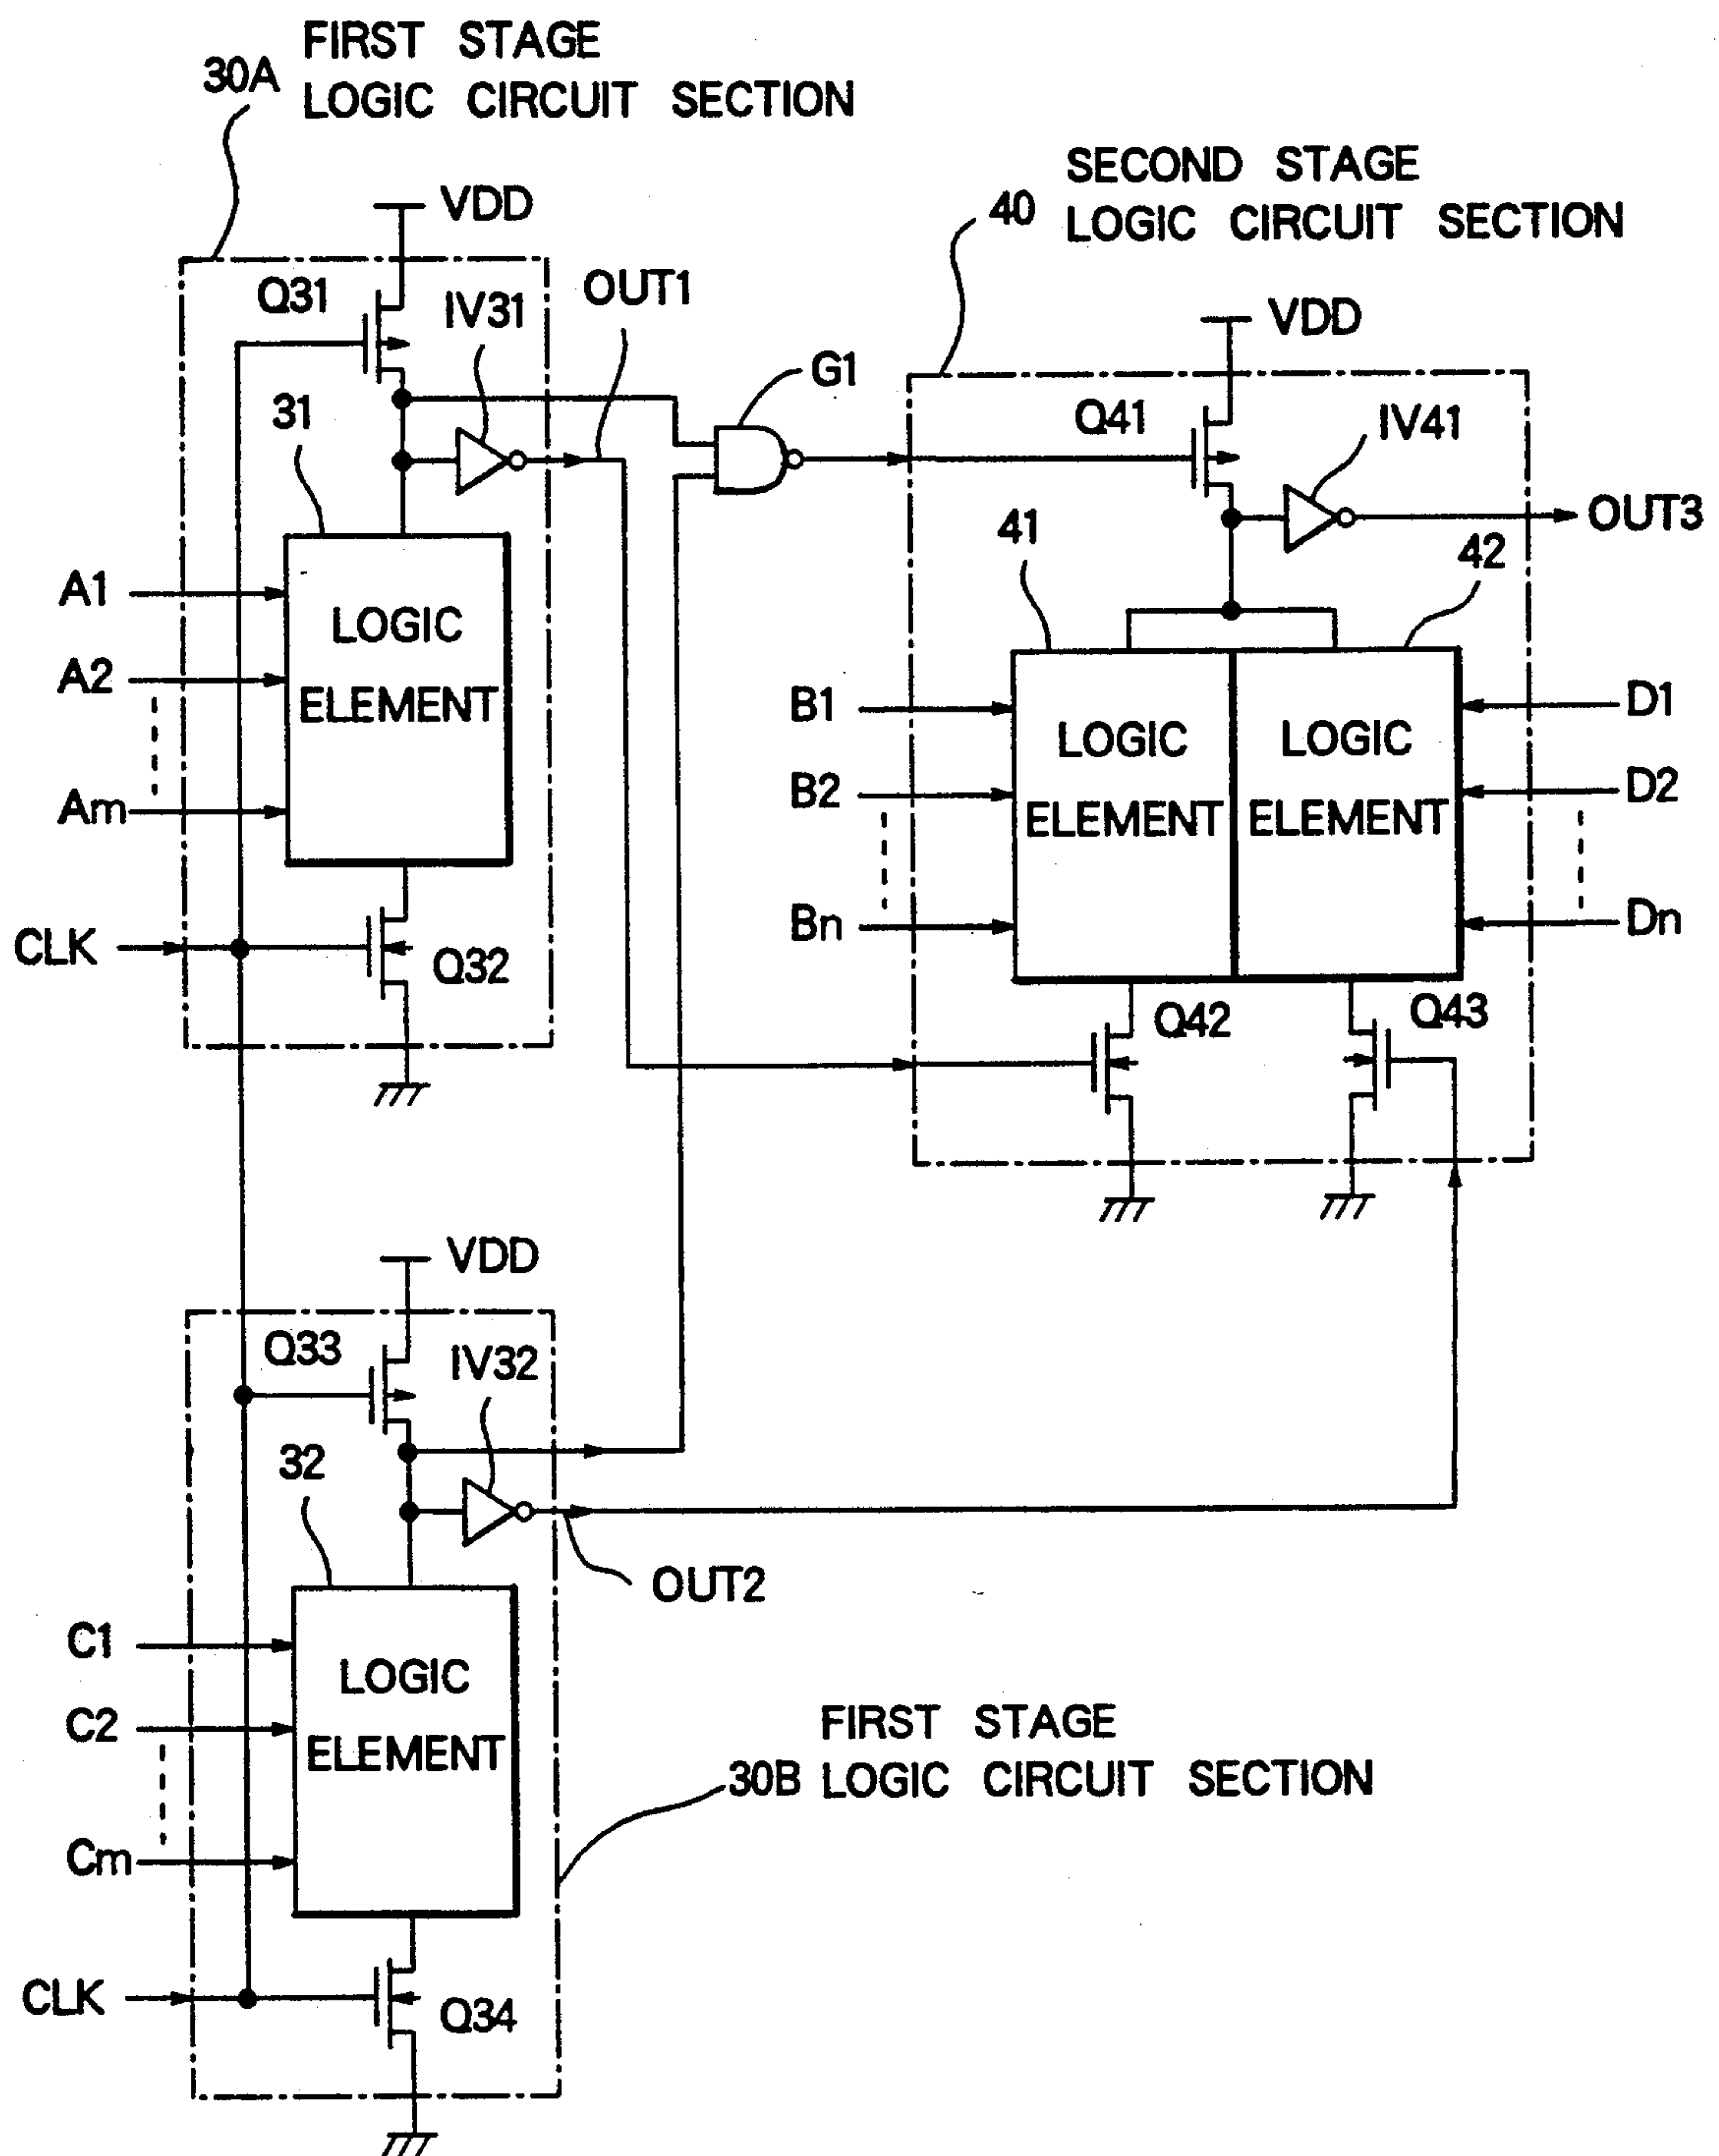 FIRST STAGE
LOGIC CIRCUIT SECTION
30A
SECOND STAGE
LOGIC CIRCUIT SECTION
40
VDD
Q31
IV31
OUT1
31
G1
VDD
Q41
IV41
OUT3
41
42
A1
A2
Am
LOGIC
ELEMENT
B1
B2
Bn
LOGIC
ELEMENT
LOGIC
ELEMENT
D1
D2
Dn
CLK
Q32
Q42
Q43
VDD
Q33
IV32
32
OUT2
C1
C2
Cm
LOGIC
ELEMENT
FIRST STAGE
30B LOGIC CIRCUIT SECTION
CLK
Q34